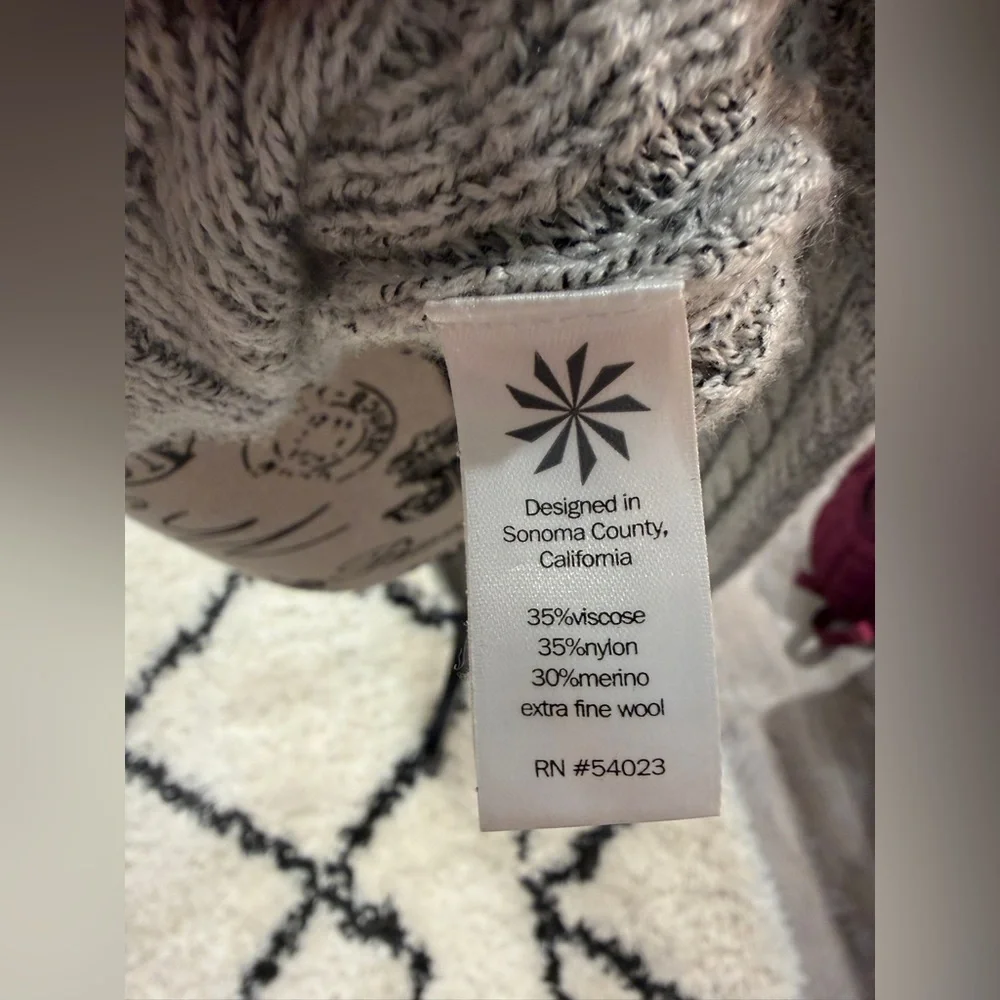 Designed in
Sonoma County,
California
35%viscose
35%nylon
30%merino
extra fine wool
RN #54023